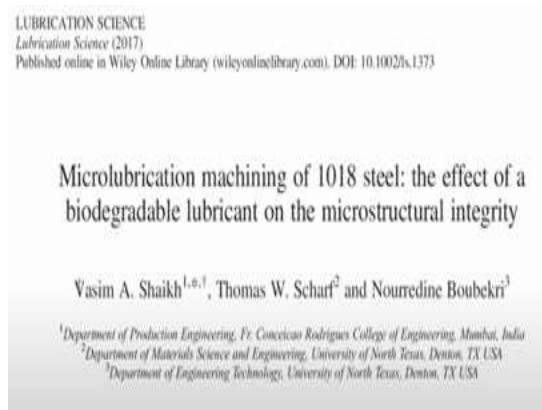 LUBRICATION SCIENCE
Lubrication Science (2017)
Published online in Wiley Online Library (wileyonlinelibrary.com). DOI: 10.1002/ls.1373
Microlubrication machining of 1018 steel: the effect of a
biodegradable lubricant on the microstructural integrity
Vasim A. Shaikh1,*,†, Thomas W. Scharf2 and Nourredine Boubekri3
1Department of Production Engineering, Fr. Conceicao Rodrigues College of Engineering, Mumbai, India
2Department of Materials Science and Engineering, University of North Texas, Denton, TX USA
3Department of Engineering Technology, University of North Texas, Denton, TX USA